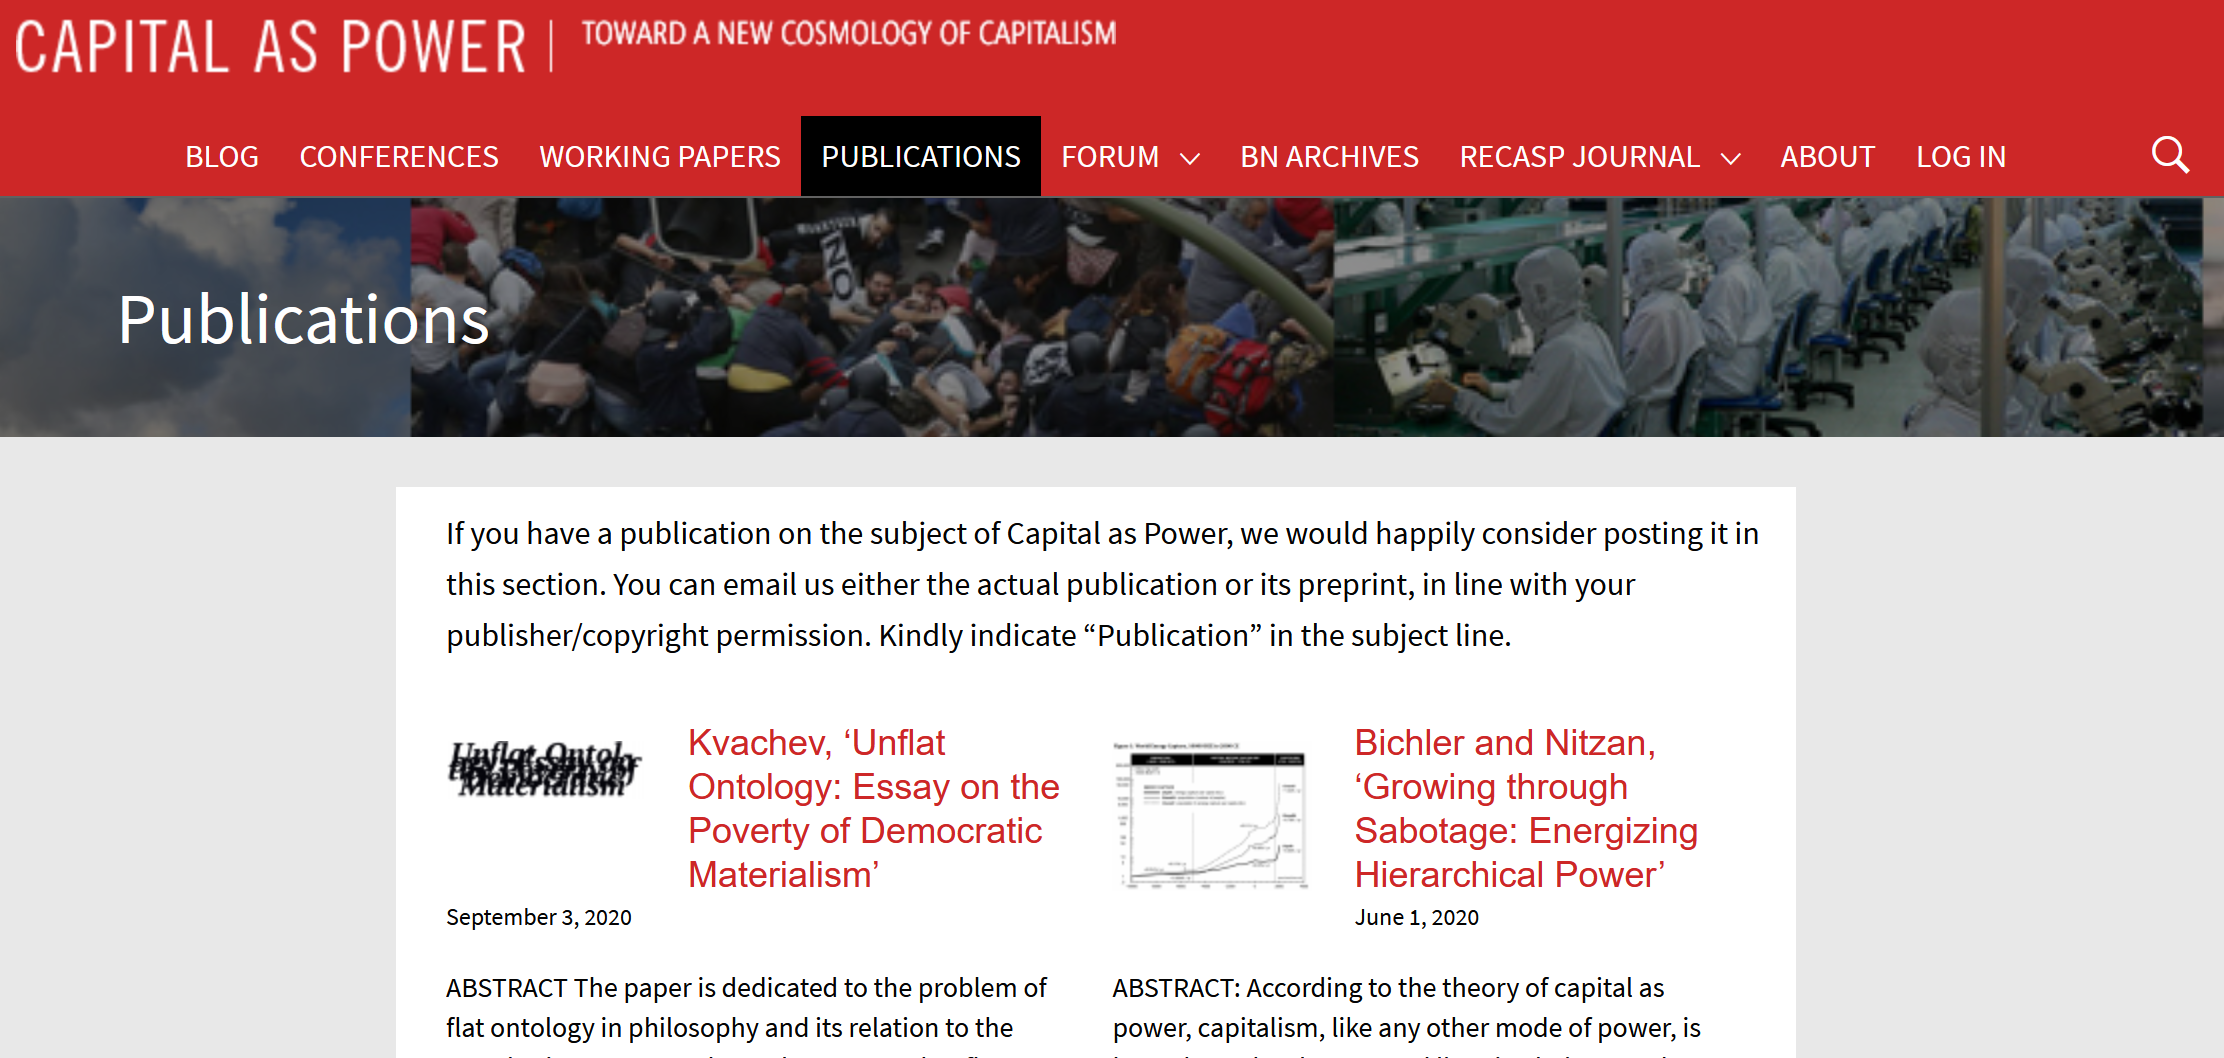 CAPITAL AS POWER | TOWARD A NEW COSMOLOGY OF CAPITALISM
BLOG CONFERENCES WORKING PAPERS PUBLICATIONS FORUM BN ARCHIVES RECASP JOURNAL ABOUT LOG IN
NO
Publications
If you have a publication on the subject of Capital as Power, we would happily consider posting it in
this section. You can email us either the actual publication or its preprint, in line with your
publisher/copyright permission. Kindly indicate “Publication” in the subject line.
Unflat Ontol-
Materialism
Kvachev, ‘Unflat
Ontology: Essay on the
Poverty of Democratic
Materialism’
September 3, 2020
ABSTRACT The paper is dedicated to the problem of
flat ontology in philosophy and its relation to the
Bichler and Nitzan,
‘Growing through
Sabotage: Energizing
Hierarchical Power’
June 1, 2020
ABSTRACT: According to the theory of capital as
power, capitalism, like any other mode of power, is